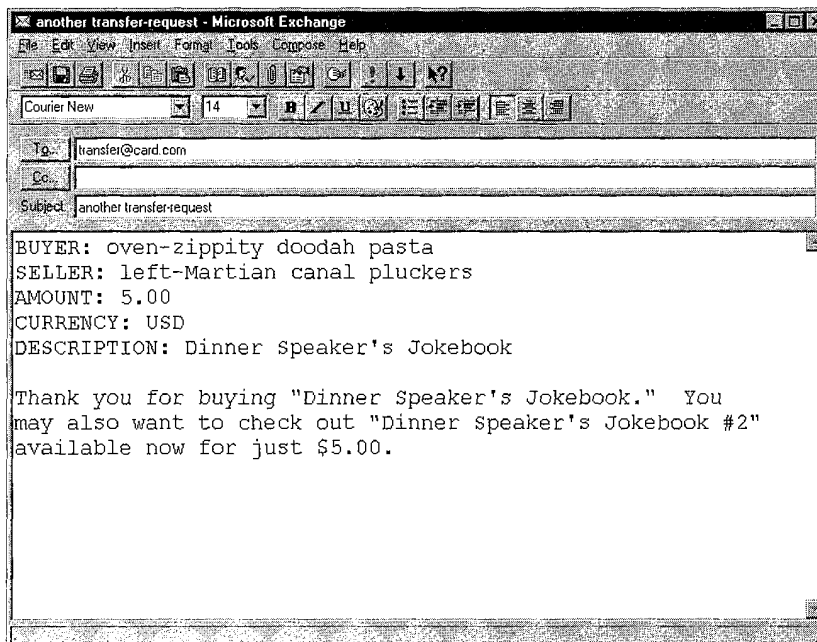 another transfer-request - Microsoft Exchange
File Edit View Insert Format Tools Compose Help
Courier New 14 B I U
To... transfer@card.com
Cc...
Subject another transfer-request
BUYER: oven-zippity doodah pasta
SELLER: left-Martian canal pluckers
AMOUNT: 5.00
CURRENCY: USD
DESCRIPTION: Dinner Speaker's Jokebook
Thank you for buying "Dinner Speaker's Jokebook." You
may also want to check out "Dinner Speaker's Jokebook #2"
available now for just $5.00.